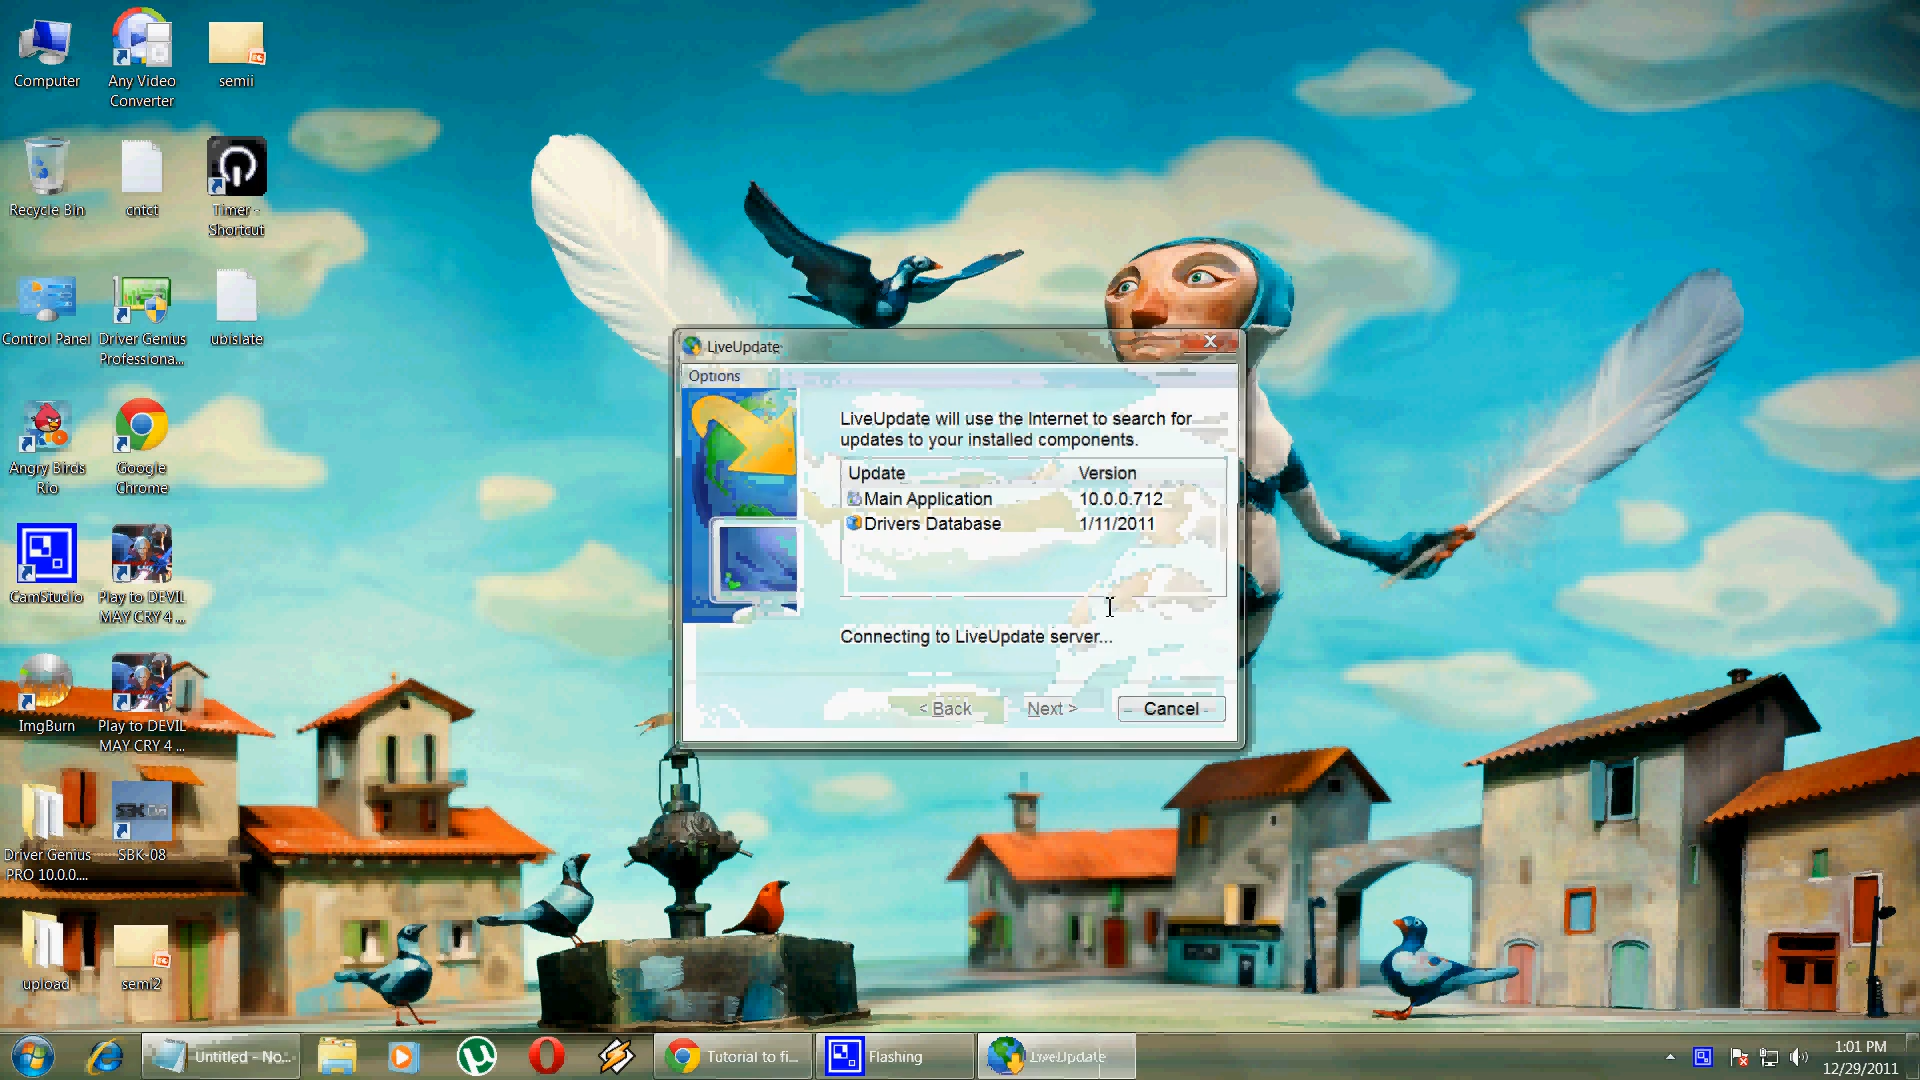 Computer
Any Video
Converter
semii
Recycle Bin
cntct
Timer -
Shortcut
Control Panel
Driver Genius
Professiona...
ubislate
Angry Birds
Rio
Google
Chrome
CamStudio
Play to DEVIL
MAY CRY 4 ...
ImgBurn
Play to DEVIL
MAY CRY 4 ...
Driver Genius
PRO 10.0.0....
SBK-08
upload
semi2
LiveUpdate
Options
LiveUpdate will use the Internet to search for
updates to your installed components.
Update Version
Main Application 10.0.0.712
Drivers Database 1/11/2011
Connecting to LiveUpdate server...
< Back Next > Cancel
Untitled - No...
Tutorial to fi...
Flashing
LiveUpdate
1:01 PM
12/29/2011